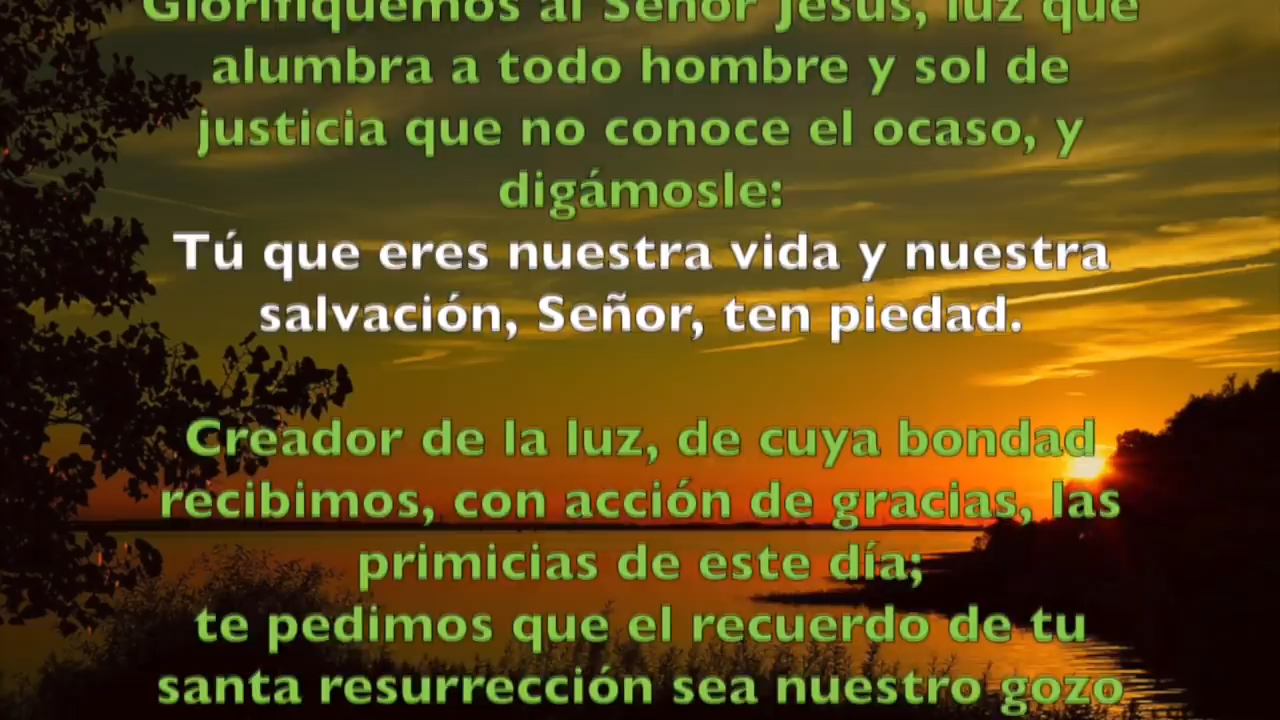 Glorifiquemos al Señor Jesús, luz que
alumbra a todo hombre y sol de
justicia que no conoce el ocaso, y
digámosle:
Tú que eres nuestra vida y nuestra
salvación, Señor, ten piedad.
Creador de la luz, de cuya bondad
recibimos, con acción de gracias, las
primicias de este día;
te pedimos que el recuerdo de tu
santa resurrección sea nuestro gozo